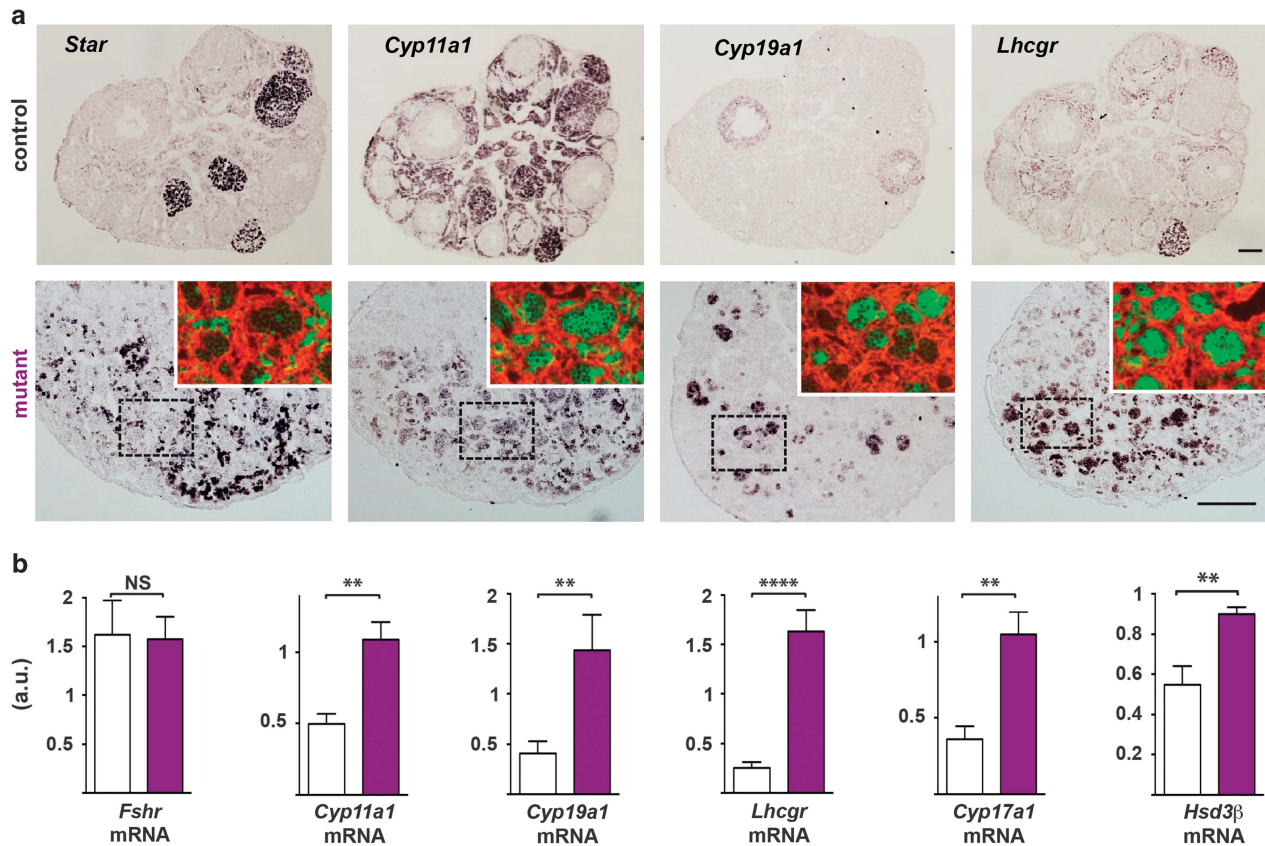 a
control
Star
Cyp11a1
Cyp19a1
Lhcgr
mutant
b
(a.u.)
NS
2
1.5
1
0.5
Fshr
mRNA
**
1
0.5
Cyp11a1
mRNA
**
2
1.5
1
0.5
Cyp19a1
mRNA
****
2
1.5
1
0.5
Lhcgr
mRNA
**
1
0.5
Cyp17a1
mRNA
**
1
0.8
0.6
0.4
0.2
Hsd3β
mRNA